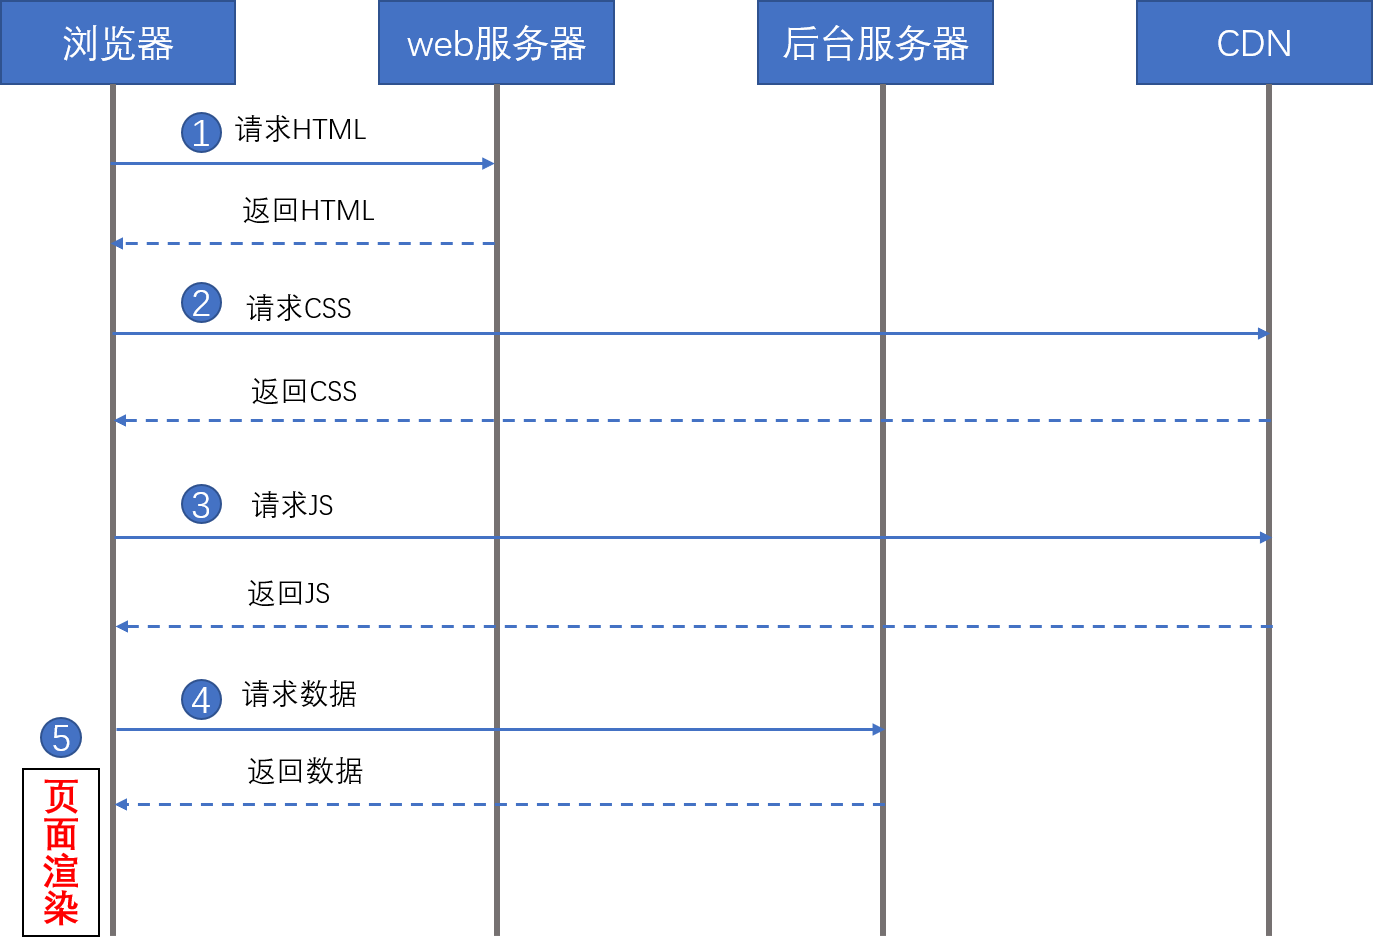 浏览器
web服务器
后台服务器
CDN
1 请求HTML
返回HTML
2 请求CSS
返回CSS
3 请求JS
返回JS
4 请求数据
5
返回数据
页
面
渲
染